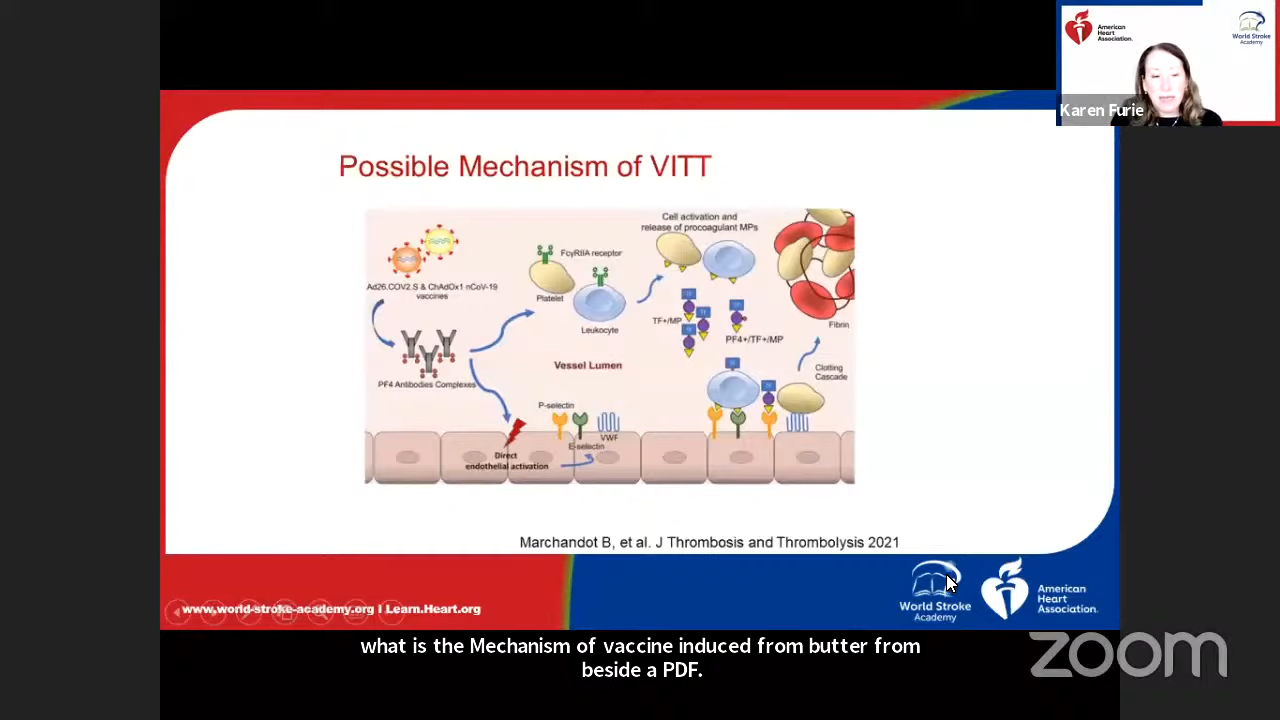 American
Heart
Association.
World Stroke
Academy
Karen Furie
Possible Mechanism of VITT
Cell activation and
release of procoagulant MPs
FcγRIIA receptor
Ad26.COV2.S & ChAdOx1 nCoV-19
vaccines
Platelet
Leukocyte
TF+/MP
PF4+/TF+/MP
Fibrin
Vessel Lumen
Clotting
Cascade
PF4 Antibodies Complexes
P-selectin
VWF
E-selectin
Direct
endothelial activation
Marchandot B, et al. J Thrombosis and Thrombolysis 2021
www.world-stroke-academy.org I Learn.Heart.org
World Stroke
Academy
American
Heart
Association.
what is the Mechanism of vaccine induced from butter from
beside a PDF.
zoom